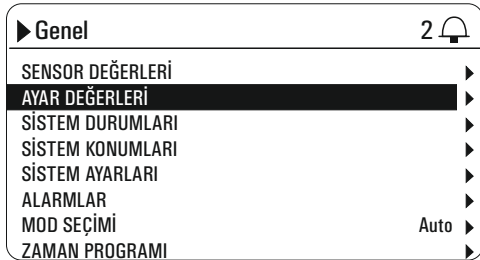 Genel 2
SENSOR DEĞERLERİ
AYAR DEĞERLERİ
SİSTEM DURUMLARI
SİSTEM KONUMLARI
SİSTEM AYARLARI
ALARMLAR
MOD SEÇİMİ Auto
ZAMAN PROGRAMI